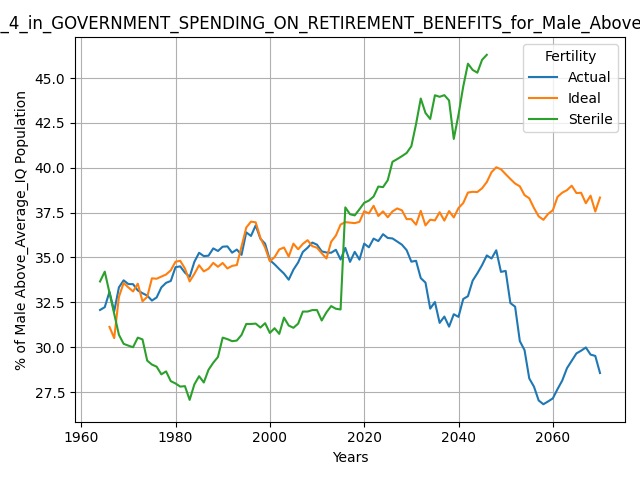 _4_in_GOVERNMENT_SPENDING_ON_RETIREMENT_BENEFITS_for_Male_Above
Fertility
Actual
Ideal
Sterile
% of Male Above_Average_IQ Population
45.0
42.5
40.0
37.5
35.0
32.5
30.0
27.5
1960
1980
2000
2020
2040
2060
Years